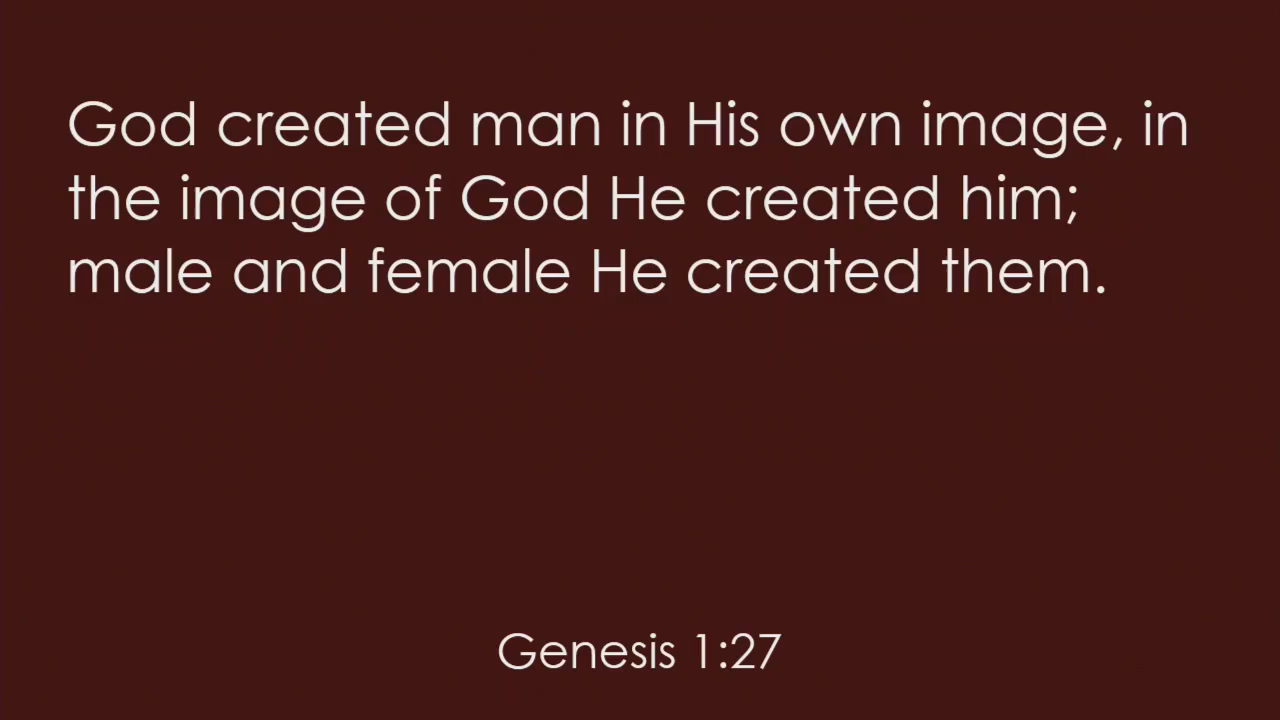 God created man in His own image, in
the image of God He created him;
male and female He created them.
Genesis 1:27